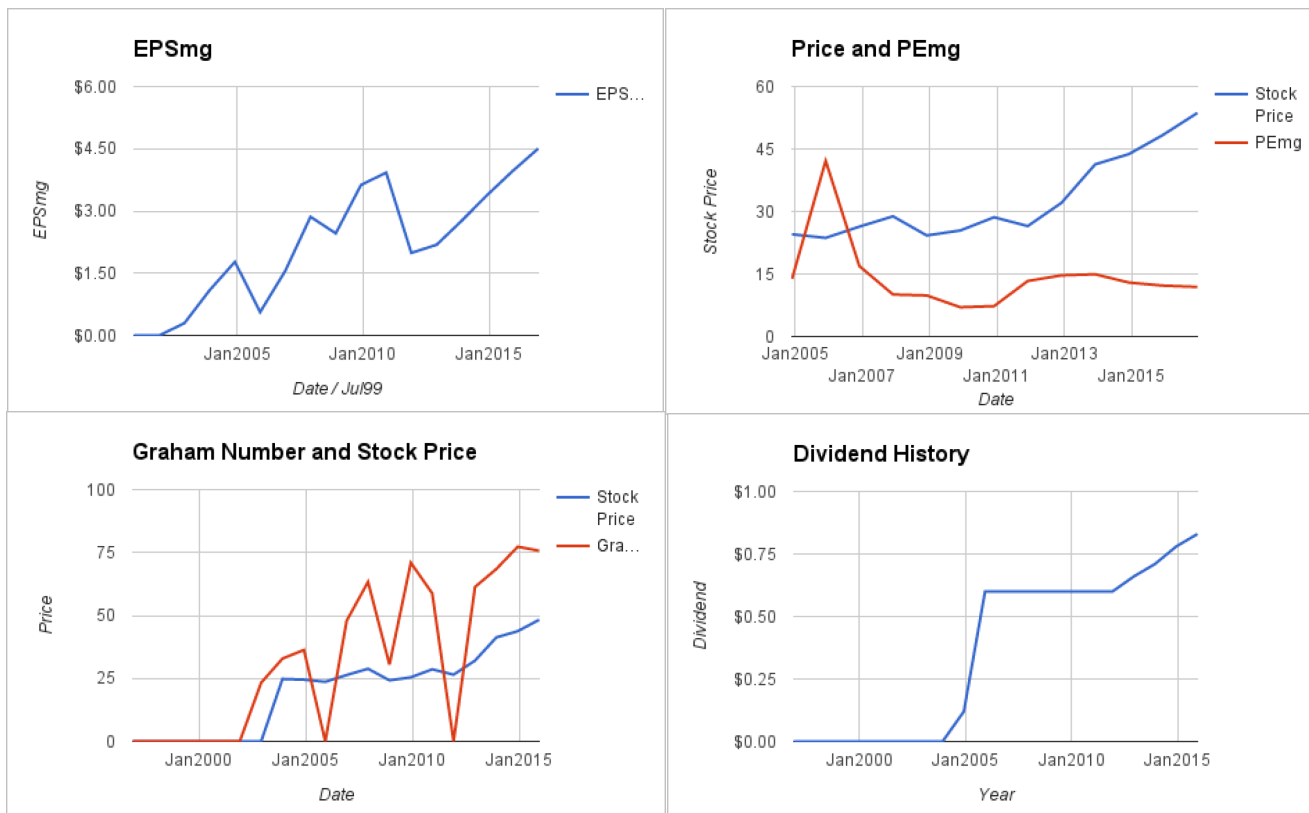 EPSmg
$6.00
$4.50
$3.00
$1.50
$0.00
EPSmg
Jan2005
Jan2010
Jan2015
Date / Jul99
EPS…
Price and PEmg
60
45
30
15
0
Stock Price
Jan2005
Jan2007
Jan2009
Jan2011
Jan2013
Jan2015
Date
Stock
Price
PEmg
Graham Number and Stock Price
100
75
50
25
0
Price
Jan2000
Jan2005
Jan2010
Jan2015
Date
Stock
Price
Gra…
Dividend History
$1.00
$0.75
$0.50
$0.25
$0.00
Dividend
Jan2000
Jan2005
Jan2010
Jan2015
Year